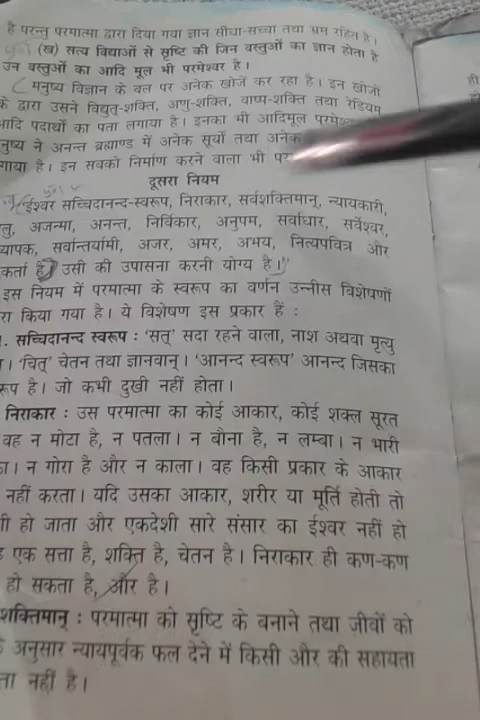 है परन्तु परमात्मा द्वारा दिया गया ज्ञान सीधा-सच्चा तथा भ्रम रहित है।
(ख) सत्य विद्याओं से सृष्टि की जिन वस्तुओं का ज्ञान होता है
उन वस्तुओं का आदि मूल भी परमेश्वर है।
मनुष्य विज्ञान के बल पर अनेक खोजें कर रहा है। इन खोजों
के द्वारा उसने विद्युत-शक्ति, अणु-शक्ति, वाष्प-शक्ति तथा रेडियम
आदि पदार्थों का पता लगाया है। इनका भी आदिमूल
नुष्य ने अनन्त ब्रह्माण्ड में अनेक सूर्यों तथा अनेक
गाया है। इन सबको निर्माण करने वाला भी पर
दूसरा नियम
ईश्वर सच्चिदानन्द-स्वरूप, निराकार, सर्वशक्तिमान्, न्यायकारी,
लु, अजन्मा, अनन्त, निर्विकार, अनुपम, सर्वाधार, सर्वेश्वर,
व्यापक, सर्वान्तर्यामी, अजर, अमर, अभय, नित्यपवित्र और
कर्ता है। उसी की उपासना करनी योग्य है।"
इस नियम में परमात्मा के स्वरूप का वर्णन उन्नीस विशेषणों
रा किया गया है। ये विशेषण इस प्रकार हैं :
. सच्चिदानन्द स्वरूप : 'सत्' सदा रहने वाला, नाश अथवा मृत्यु
। 'चित्' चेतन तथा ज्ञानवान्। 'आनन्द स्वरूप' आनन्द जिसका
रूप है। जो कभी दुखी नहीं होता।
निराकार : उस परमात्मा का कोई आकार, कोई शक्ल सूरत
वह न मोटा है, न पतला। न बौना है, न लम्बा। न भारी
का। न गोरा है और न काला। वह किसी प्रकार के आकार
नहीं करता। यदि उसका आकार, शरीर या मूर्ति होती तो
शी हो जाता और एकदेशी सारे संसार का ईश्वर नहीं हो
एक सत्ता है, शक्ति है, चेतन है। निराकार ही कण-कण
हो सकता है, और है।
शक्तिमान् : परमात्मा को सृष्टि के बनाने तथा जीवों को
के अनुसार न्यायपूर्वक फल देने में किसी और की सहायता
ता नहीं है।